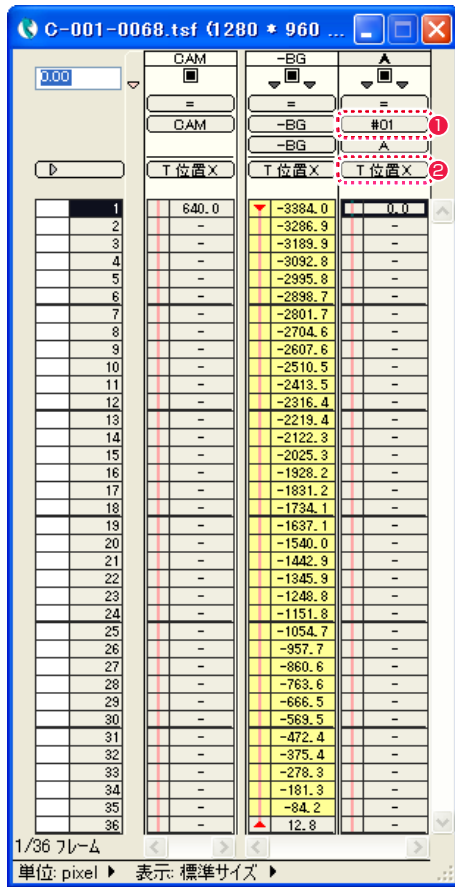 C-001-0068.tsf (1280 * 960 ...
CAM -BG A
0.00
= = =
CAM -BG #01 1
-BG A
T 位置X T 位置X T 位置X 2
1 640.0 -3384.0 0.0
2 - -3286.9 -
3 - -3189.9 -
4 - -3092.8 -
5 - -2995.8 -
6 - -2898.7 -
7 - -2801.7 -
8 - -2704.6 -
9 - -2607.6 -
10 - -2510.5 -
11 - -2413.5 -
12 - -2316.4 -
13 - -2219.4 -
14 - -2122.3 -
15 - -2025.3 -
16 - -1928.2 -
17 - -1831.2 -
18 - -1734.1 -
19 - -1637.1 -
20 - -1540.0 -
21 - -1442.9 -
22 - -1345.9 -
23 - -1248.8 -
24 - -1151.8 -
25 - -1054.7 -
26 - -957.7 -
27 - -860.6 -
28 - -763.6 -
29 - -666.5 -
30 - -569.5 -
31 - -472.4 -
32 - -375.4 -
33 - -278.3 -
34 - -181.3 -
35 - -84.2 -
36 - 12.8 -
1/36 フレーム
単位: pixel 表示: 標準サイズ